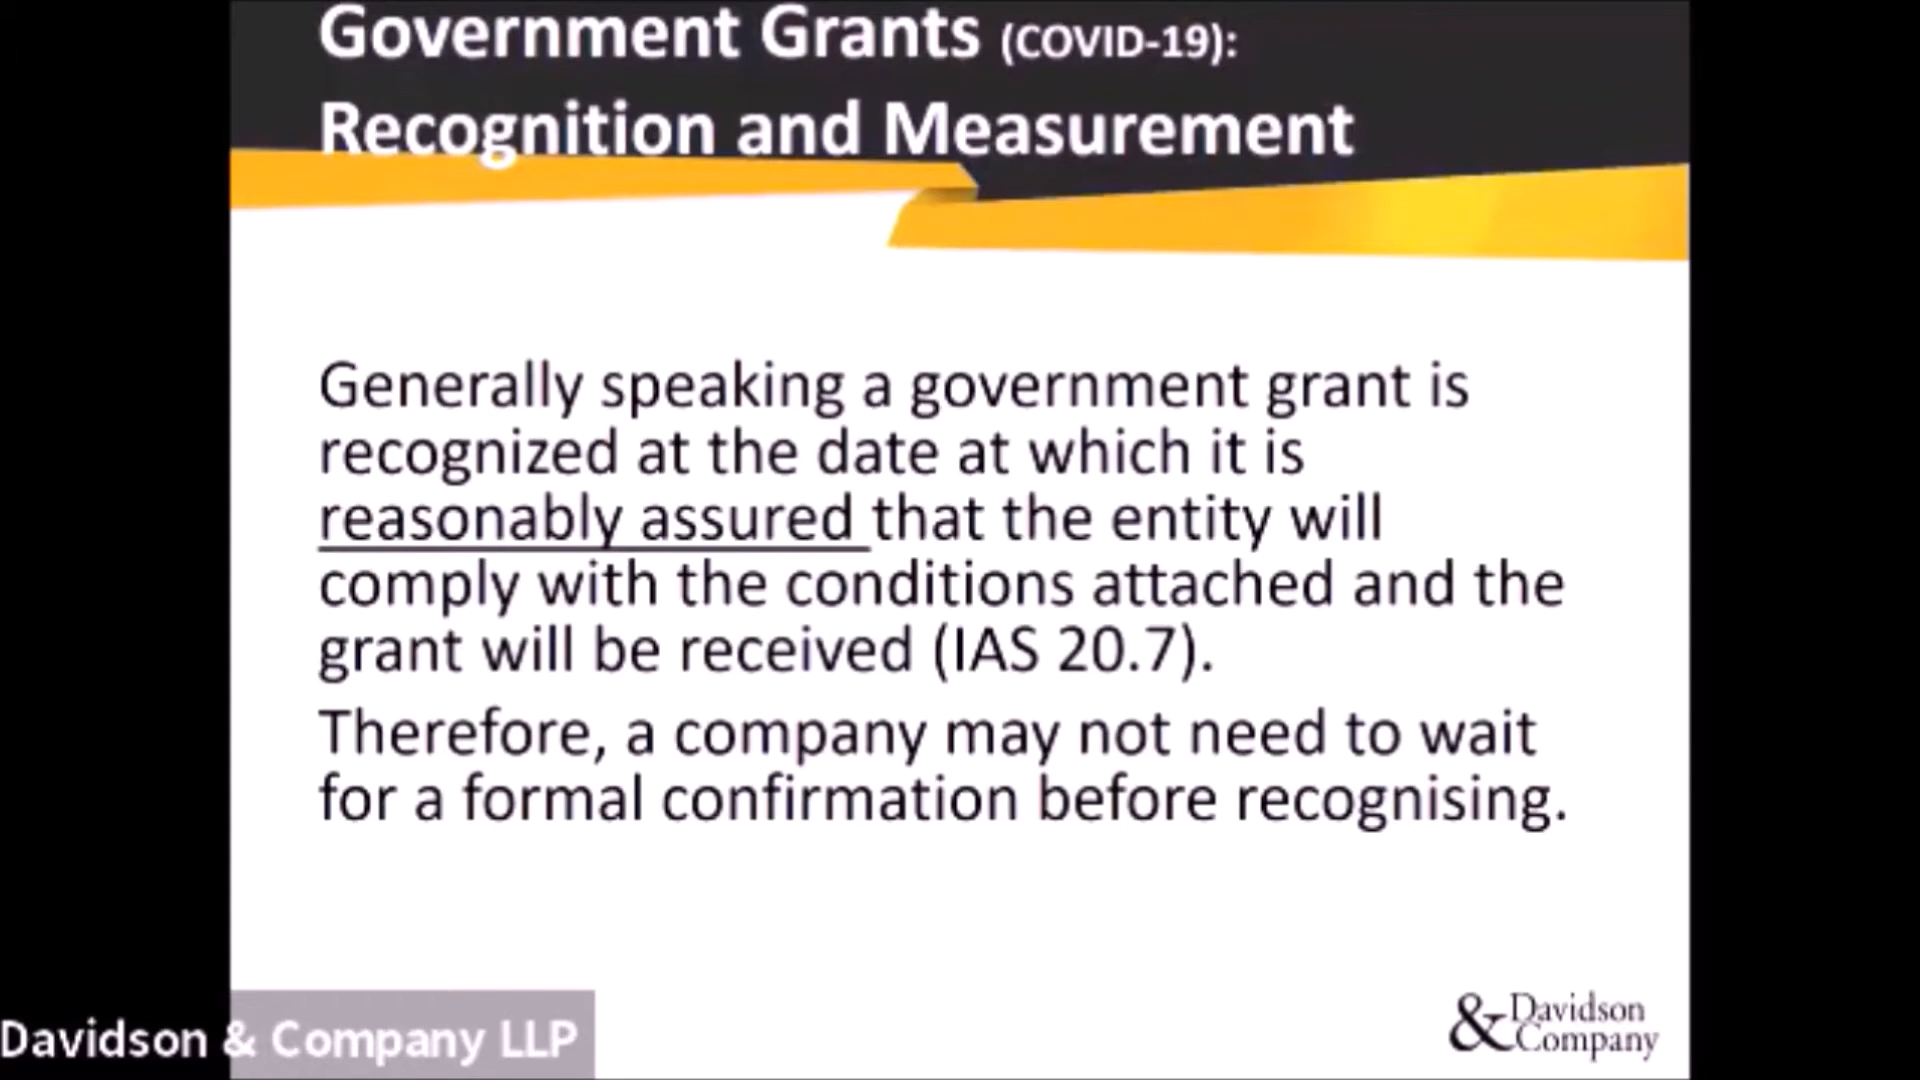 Government Grants (COVID-19):
Recognition and Measurement
Generally speaking a government grant is
recognized at the date at which it is
reasonably assured that the entity will
comply with the conditions attached and the
grant will be received (IAS 20.7).
Therefore, a company may not need to wait
for a formal confirmation before recognising.
Davidson & Company LLP
& Davidson
Company